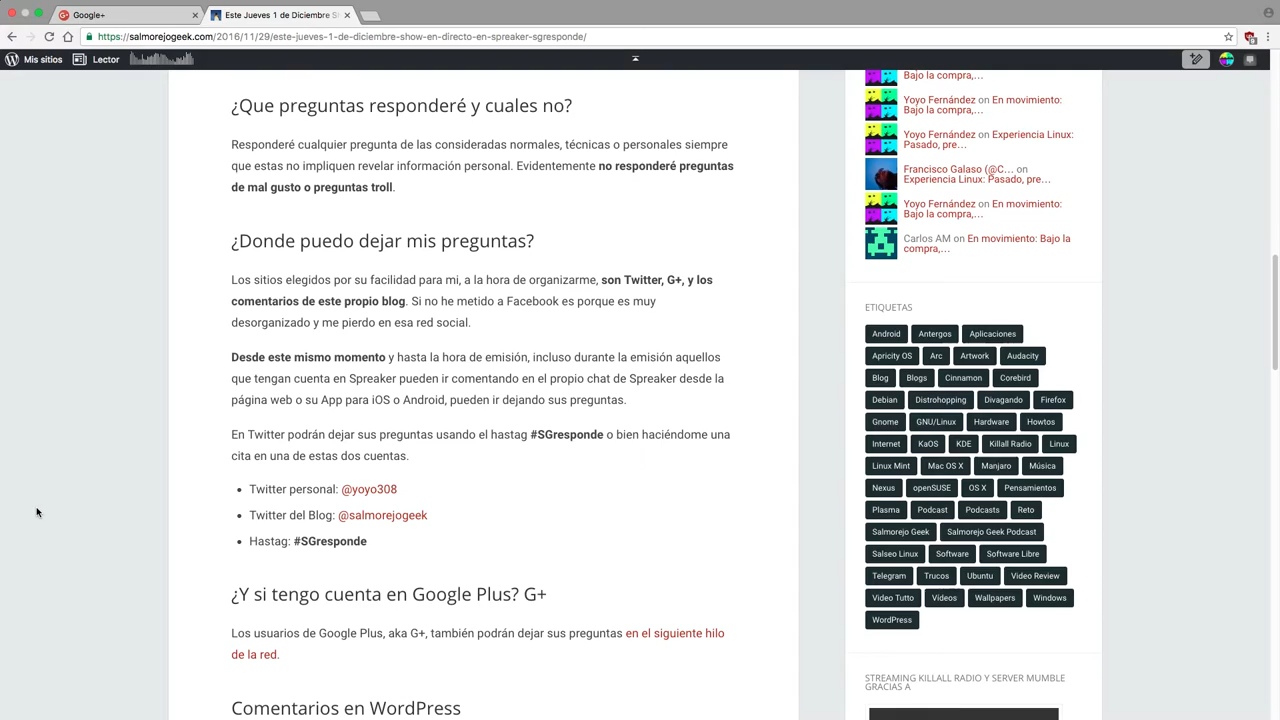 Google+
Este Jueves 1 de Diciembre S
https://salmorejogeek.com/2016/11/29/este-jueves-1-de-diciembre-show-en-directo-en-spreaker-sgresponde/
Mis sitios
Lector
¿Que preguntas responderé y cuales no?
Responderé cualquier pregunta de las consideradas normales, técnicas o personales siempre
que estas no impliquen revelar información personal. Evidentemente no responderé preguntas
de mal gusto o preguntas troll.
¿Donde puedo dejar mis preguntas?
Los sitios elegidos por su facilidad para mi, a la hora de organizarme, son Twitter, G+, y los
comentarios de este propio blog. Si no he metido a Facebook es porque es muy
desorganizado y me pierdo en esa red social.
Desde este mismo momento y hasta la hora de emisión, incluso durante la emisión aquellos
que tengan cuenta en Spreaker pueden ir comentando en el propio chat de Spreaker desde la
página web o su App para iOS o Android, pueden ir dejando sus preguntas.
En Twitter podrán dejar sus preguntas usando el hastag #SGresponde o bien haciéndome una
cita en una de estas dos cuentas.
• Twitter personal: @yoyo308
• Twitter del Blog: @salmorejogeek
• Hastag: #SGresponde
¿Y si tengo cuenta en Google Plus? G+
Los usuarios de Google Plus, aka G+, también podrán dejar sus preguntas en el siguiente hilo
de la red.
Comentarios en WordPress
Bajo la compra,…
Yoyo Fernández on En movimiento:
Bajo la compra,…
Yoyo Fernández on Experiencia Linux:
Pasado, pre…
Francisco Galaso (@C… on
Experiencia Linux: Pasado, pre…
Yoyo Fernández on En movimiento:
Bajo la compra,…
Carlos AM on En movimiento: Bajo la
compra,…
ETIQUETAS
Android Antergos Aplicaciones
Apricity OS Arc Artwork Audacity
Blog Blogs Cinnamon Corebird
Debian Distrohopping Divagando Firefox
Gnome GNU/Linux Hardware Howtos
Internet KaOS KDE Killall Radio Linux
Linux Mint Mac OS X Manjaro Música
Nexus openSUSE OS X Pensamientos
Plasma Podcast Podcasts Reto
Salmorejo Geek Salmorejo Geek Podcast
Salseo Linux Software Software Libre
Telegram Trucos Ubuntu Video Review
Video Tutto Vídeos Wallpapers Windows
WordPress
STREAMING KILLALL RADIO Y SERVER MUMBLE
GRACIAS A